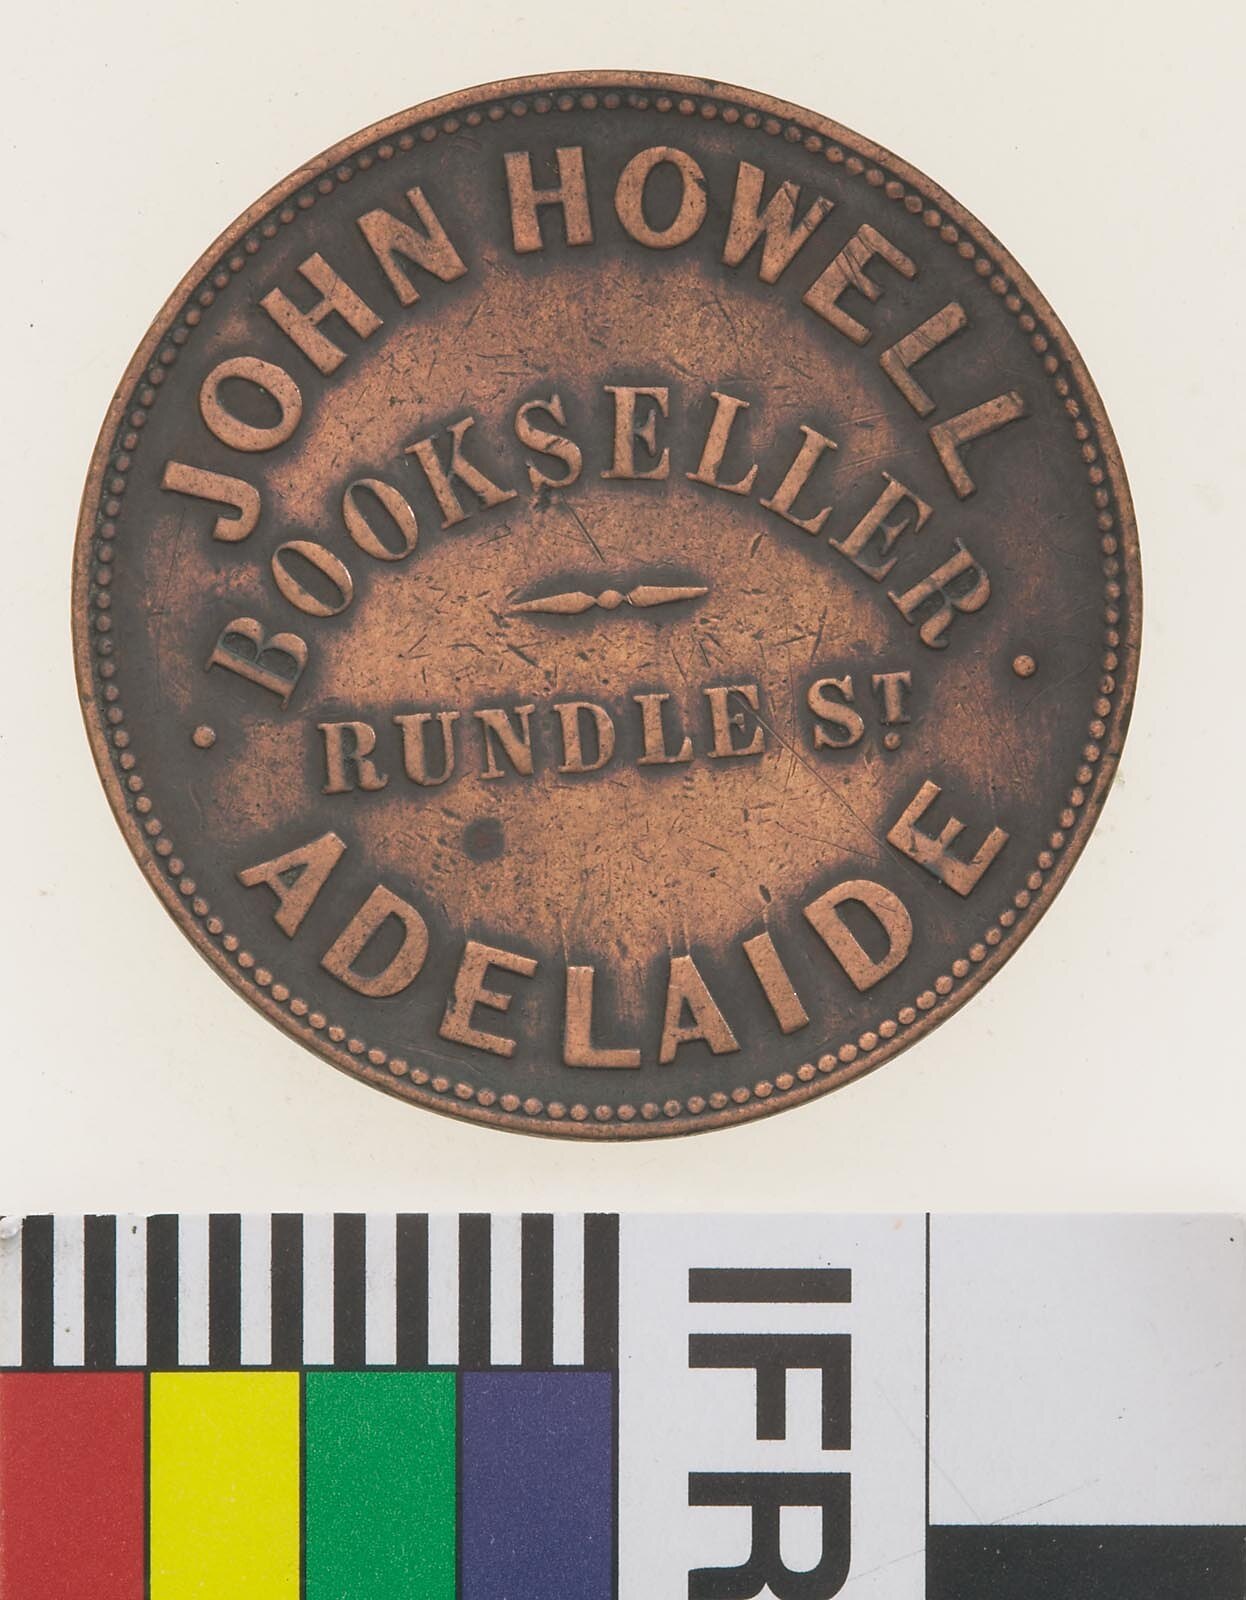 JOHN HOWELL
BOOKSELLER
RUNDLE ST.
ADELAIDE
IFR